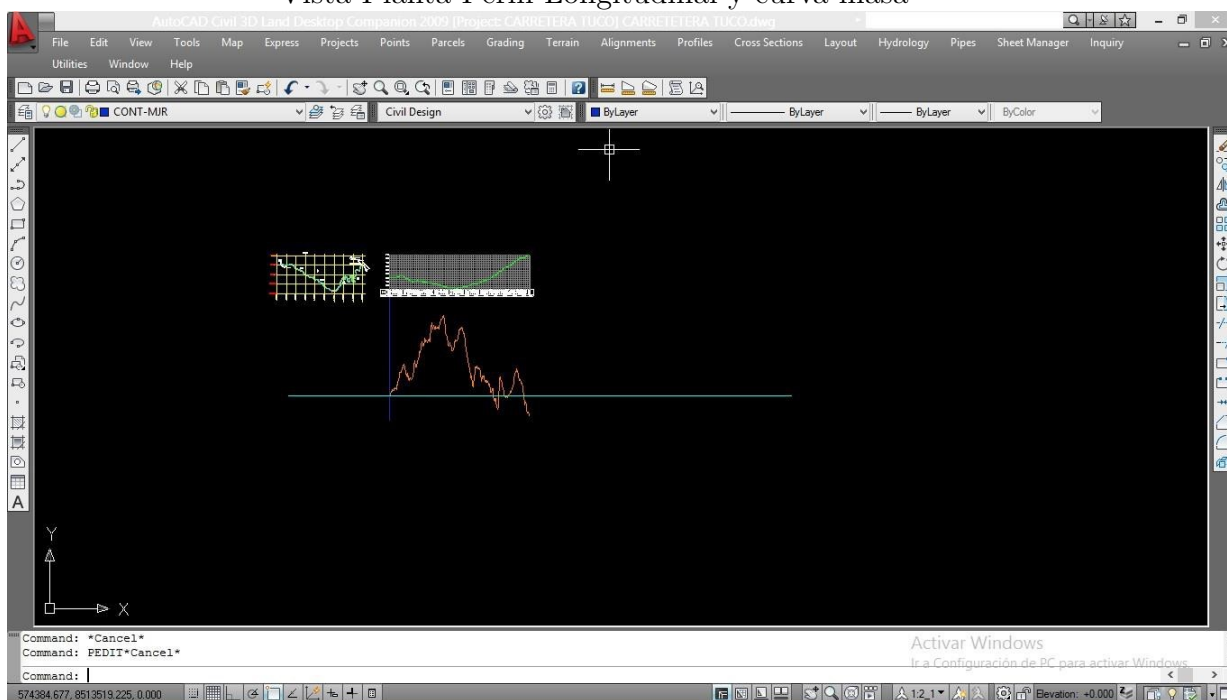 Vista Planta Perfil Longitudinal y curva masa
AutoCAD Civil 3D Land Desktop Companion 2009 [Project: CARRETERA TUCO] CARRETETERA TUCO.dwg
File Edit View Tools Map Express Projects Points Parcels Grading Terrain Alignments Profiles Cross Sections Layout Hydrology Pipes Sheet Manager Inquiry
Utilities Window Help
CONT-MJR Civil Design ByLayer ByLayer ByLayer ByColor
A
Y
X
Command: *Cancel*
Command: PEDIT*Cancel*
Command:
Activar Windows
Ir a Configuración de PC para activar Windows.
574384.677, 8513519.225, 0.000 1:2_1 Elevation: +0.000